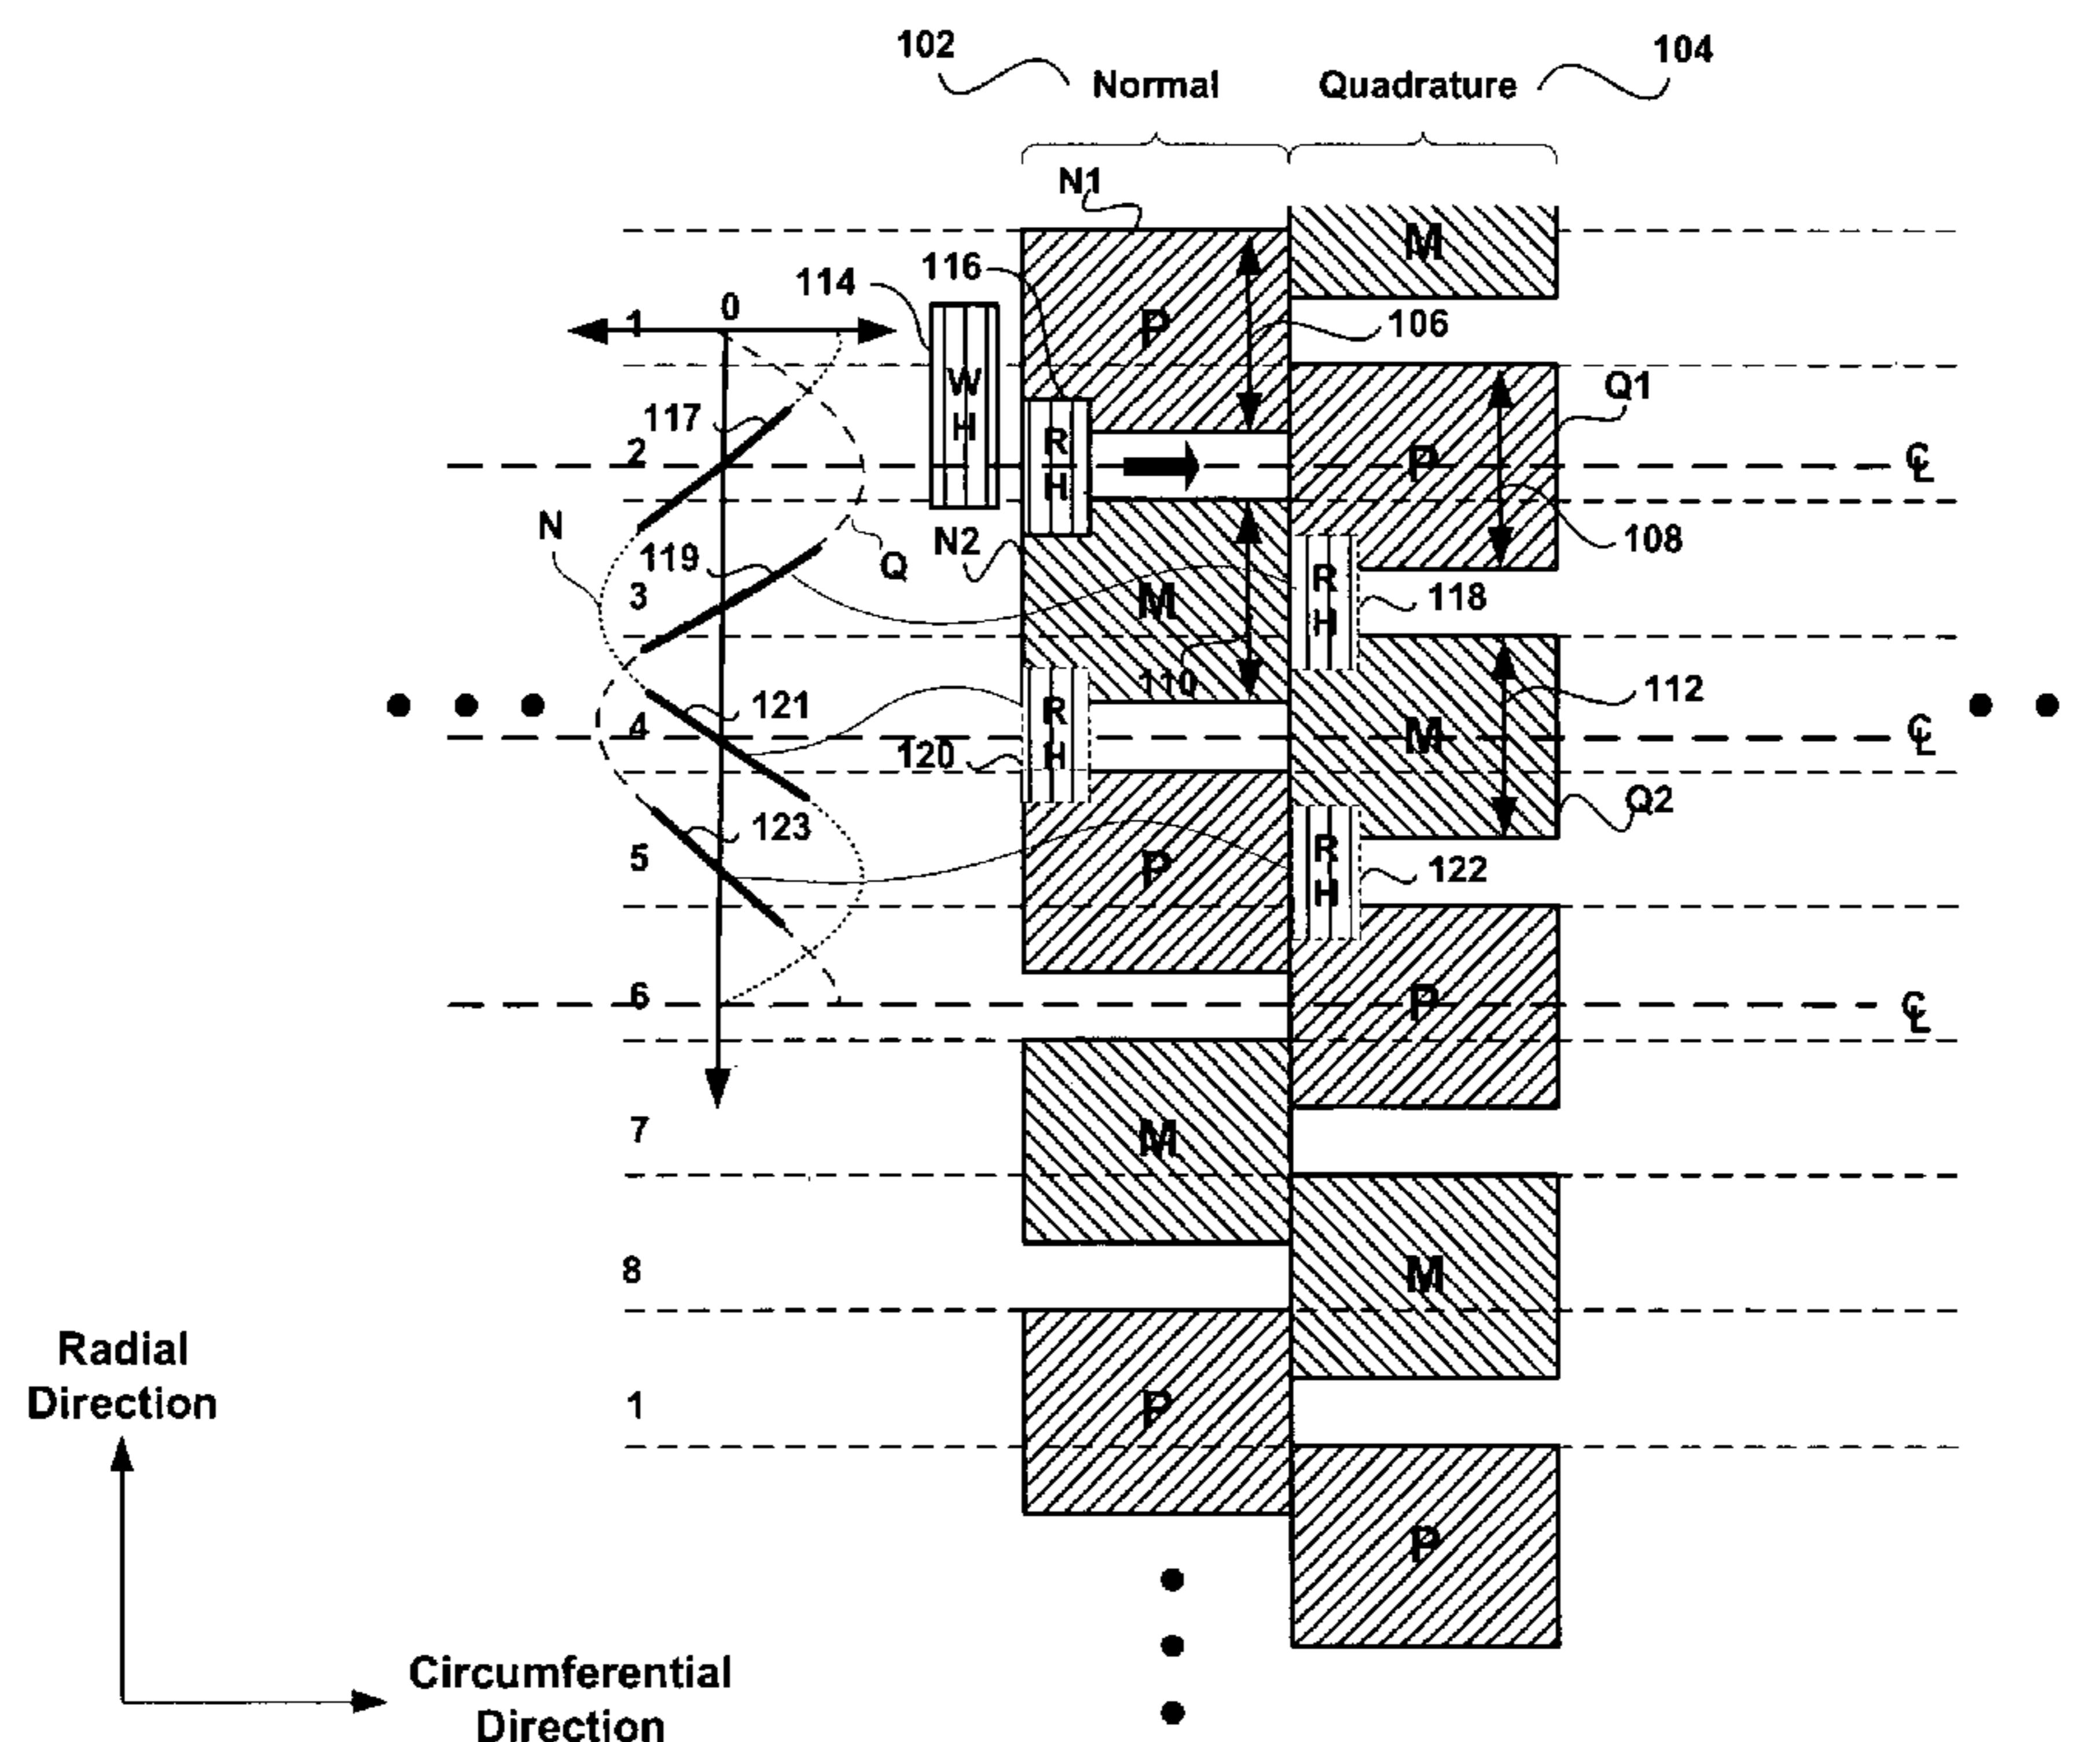 102
104
Normal
Quadrature
N1
M
116
114
0
1
P
106
Q1
117
W
H
R
H
2
P
℄
N
119
Q
N2
108
3
M
R
H
118
110
112
121
4
R
H
M
℄
120
123
Q2
5
P
R
H
122
6
P
℄
7
M
8
M
Radial
Direction
1
P
P
Circumferential
Direction